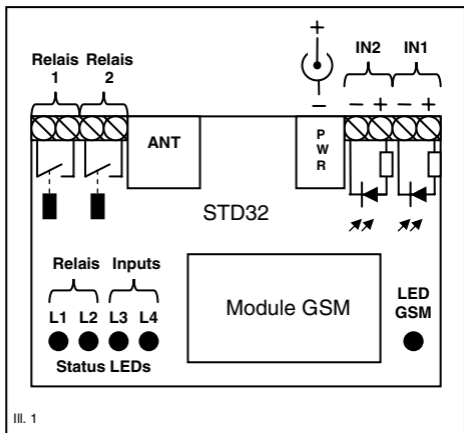 +
IN2 IN1
Relais Relais
1 2
−
− + − +
ANT
P
W
R
STD32
Relais Inputs
L1 L2 L3 L4
Status LEDs
Module GSM
LED
GSM
Ill. 1